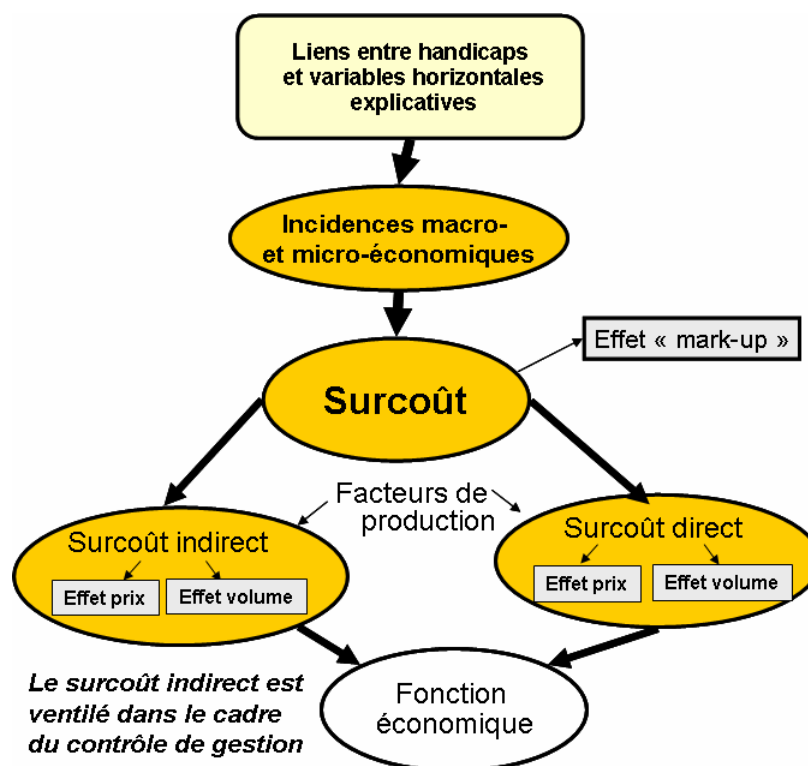 Liens entre handicaps
et variables horizontales
explicatives
Incidences macro-
et micro-économiques
Effet « mark-up »
Surcoût
Facteurs de
production
Surcoût indirect
Effet prix
Effet volume
Surcoût direct
Effet prix
Effet volume
Le surcoût indirect est
ventilé dans le cadre
du contrôle de gestion
Fonction
économique